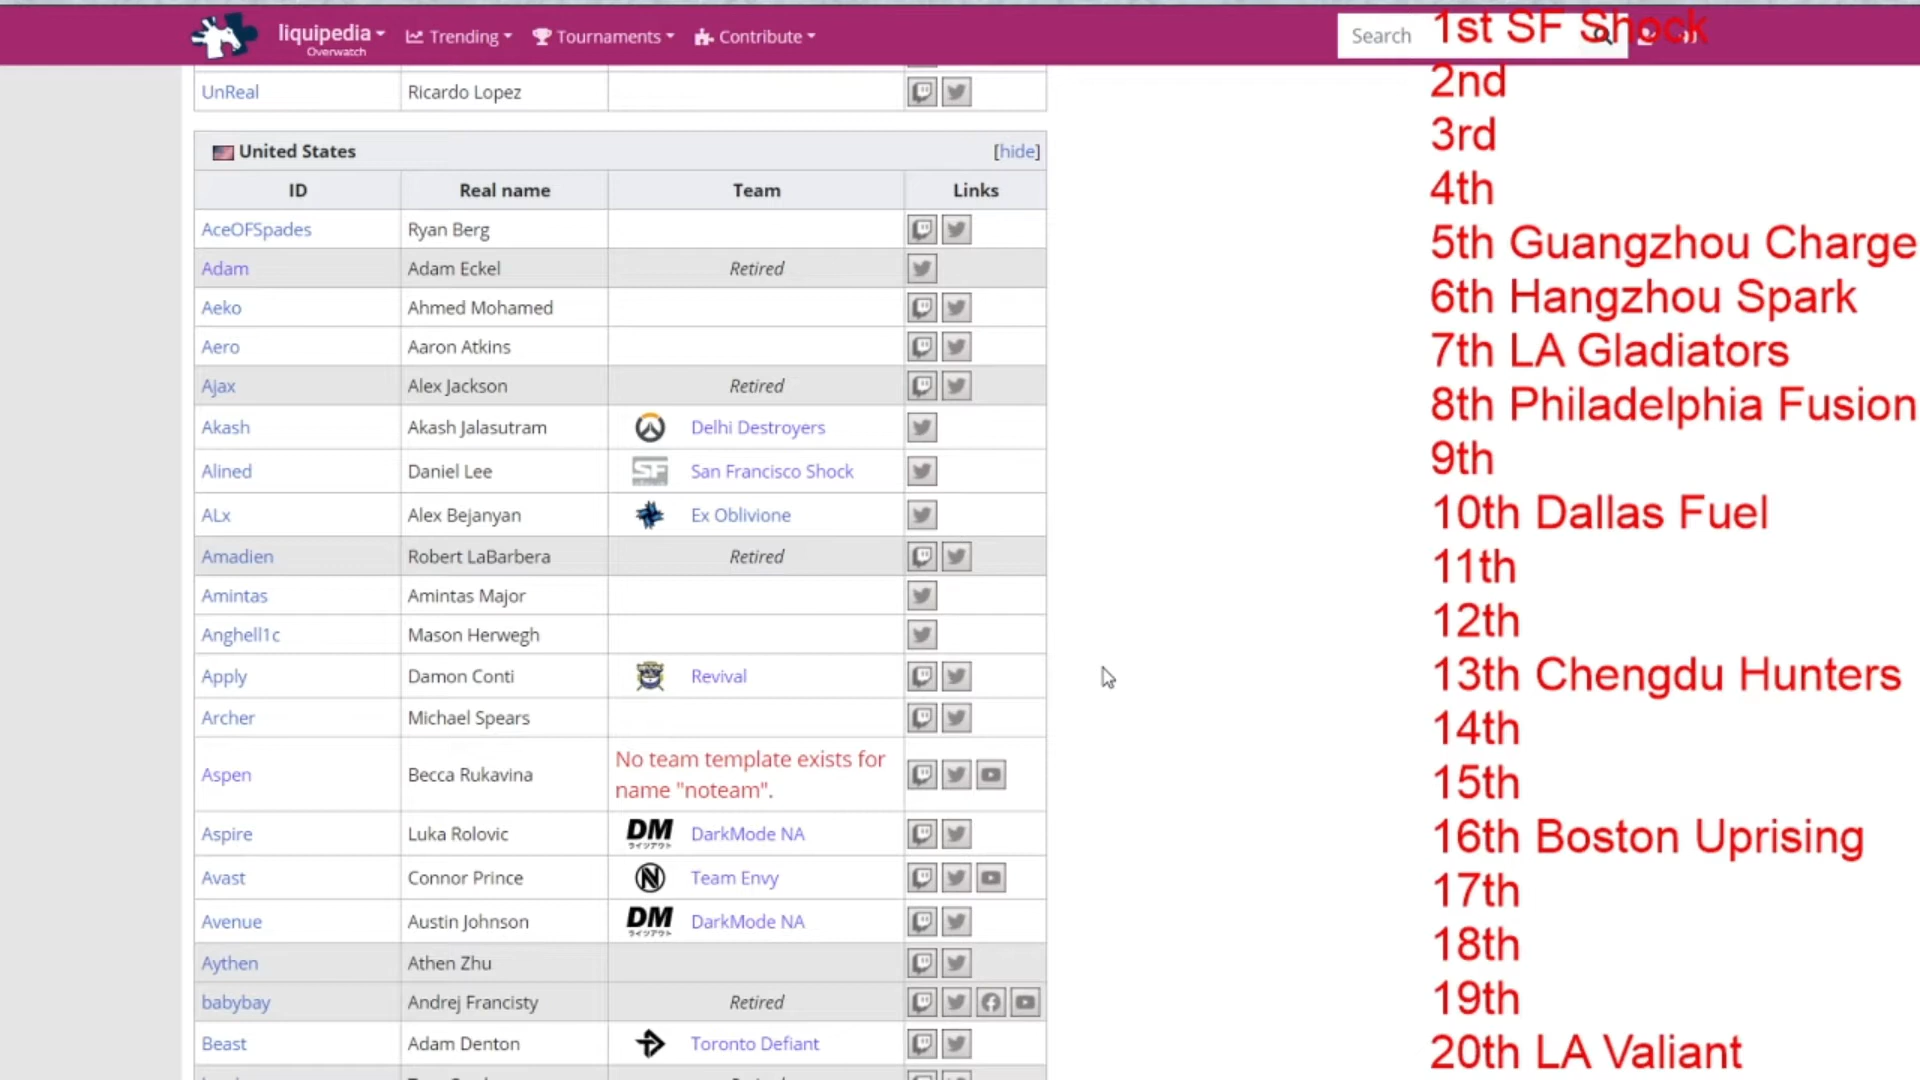 liquipedia
Overwatch
Trending
Tournaments
Contribute
Search
UnReal Ricardo Lopez
United States [hide]
ID Real name Team Links
AceOFSpades Ryan Berg
Adam Adam Eckel Retired
Aeko Ahmed Mohamed
Aero Aaron Atkins
Ajax Alex Jackson Retired
Akash Akash Jalasutram Delhi Destroyers
Alined Daniel Lee SF San Francisco Shock
ALx Alex Bejanyan Ex Oblivione
Amadien Robert LaBarbera Retired
Amintas Amintas Major
Anghell1c Mason Herwegh
Apply Damon Conti Revival
Archer Michael Spears
Aspen Becca Rukavina No team template exists for
name "noteam".
Aspire Luka Rolovic DM DarkMode NA
Avast Connor Prince Team Envy
Avenue Austin Johnson DM DarkMode NA
Aythen Athen Zhu
babybay Andrej Francisty Retired
Beast Adam Denton Toronto Defiant
1st SF Shock
2nd
3rd
4th
5th Guangzhou Charge
6th Hangzhou Spark
7th LA Gladiators
8th Philadelphia Fusion
9th
10th Dallas Fuel
11th
12th
13th Chengdu Hunters
14th
15th
16th Boston Uprising
17th
18th
19th
20th LA Valiant